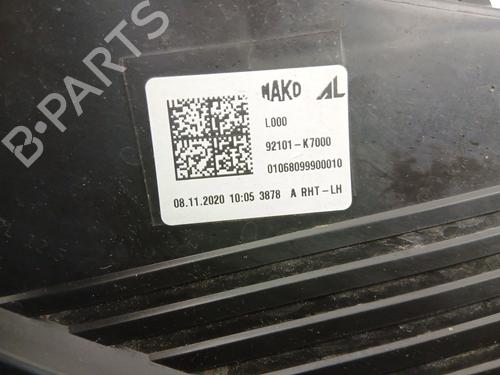 B-PARTS
MAKO AL
L000
92101-K7000
01068099900010
08.11.2020 10:05 3878 A RHT-LH